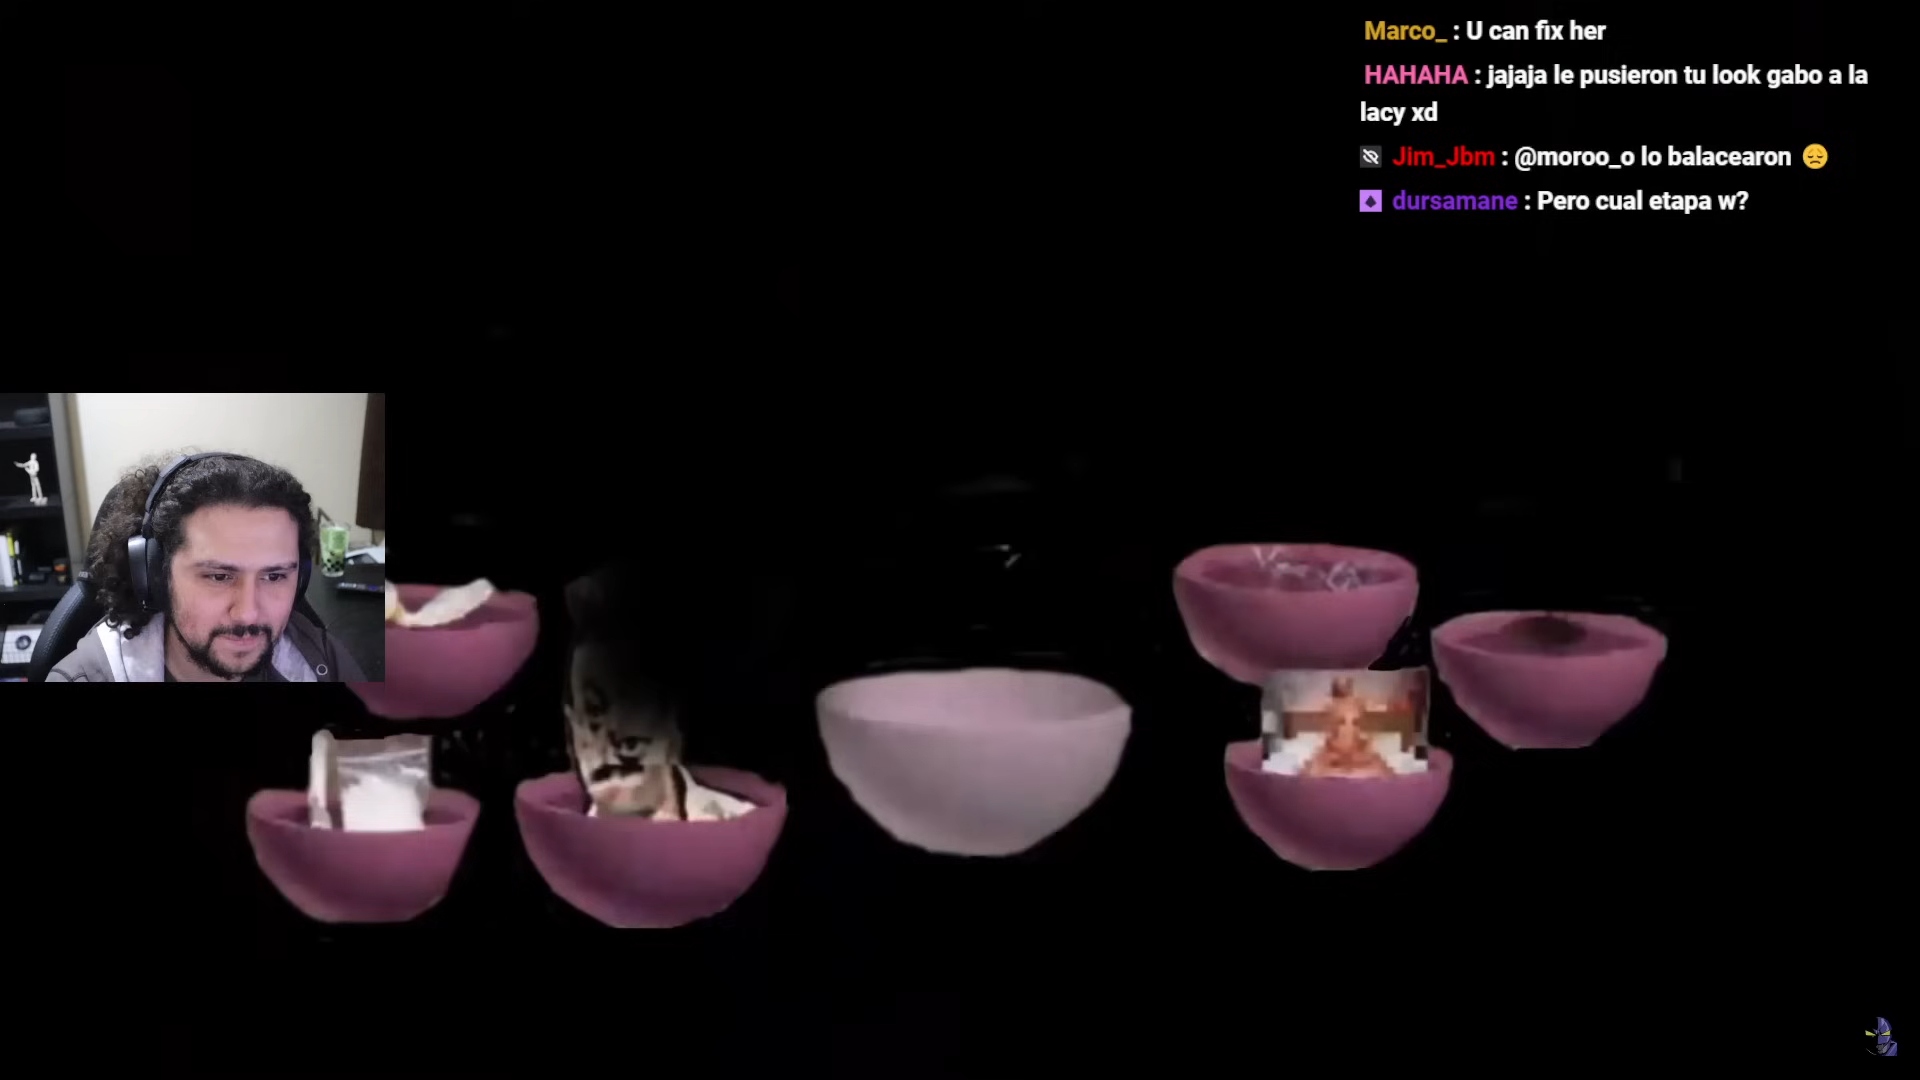 Marco_ : U can fix her
HAHAHA : jajaja le pusieron tu look gabo a la
lacy xd
Jim_Jbm : @moroo_o lo balacearon 😔
dursamane : Pero cual etapa w?